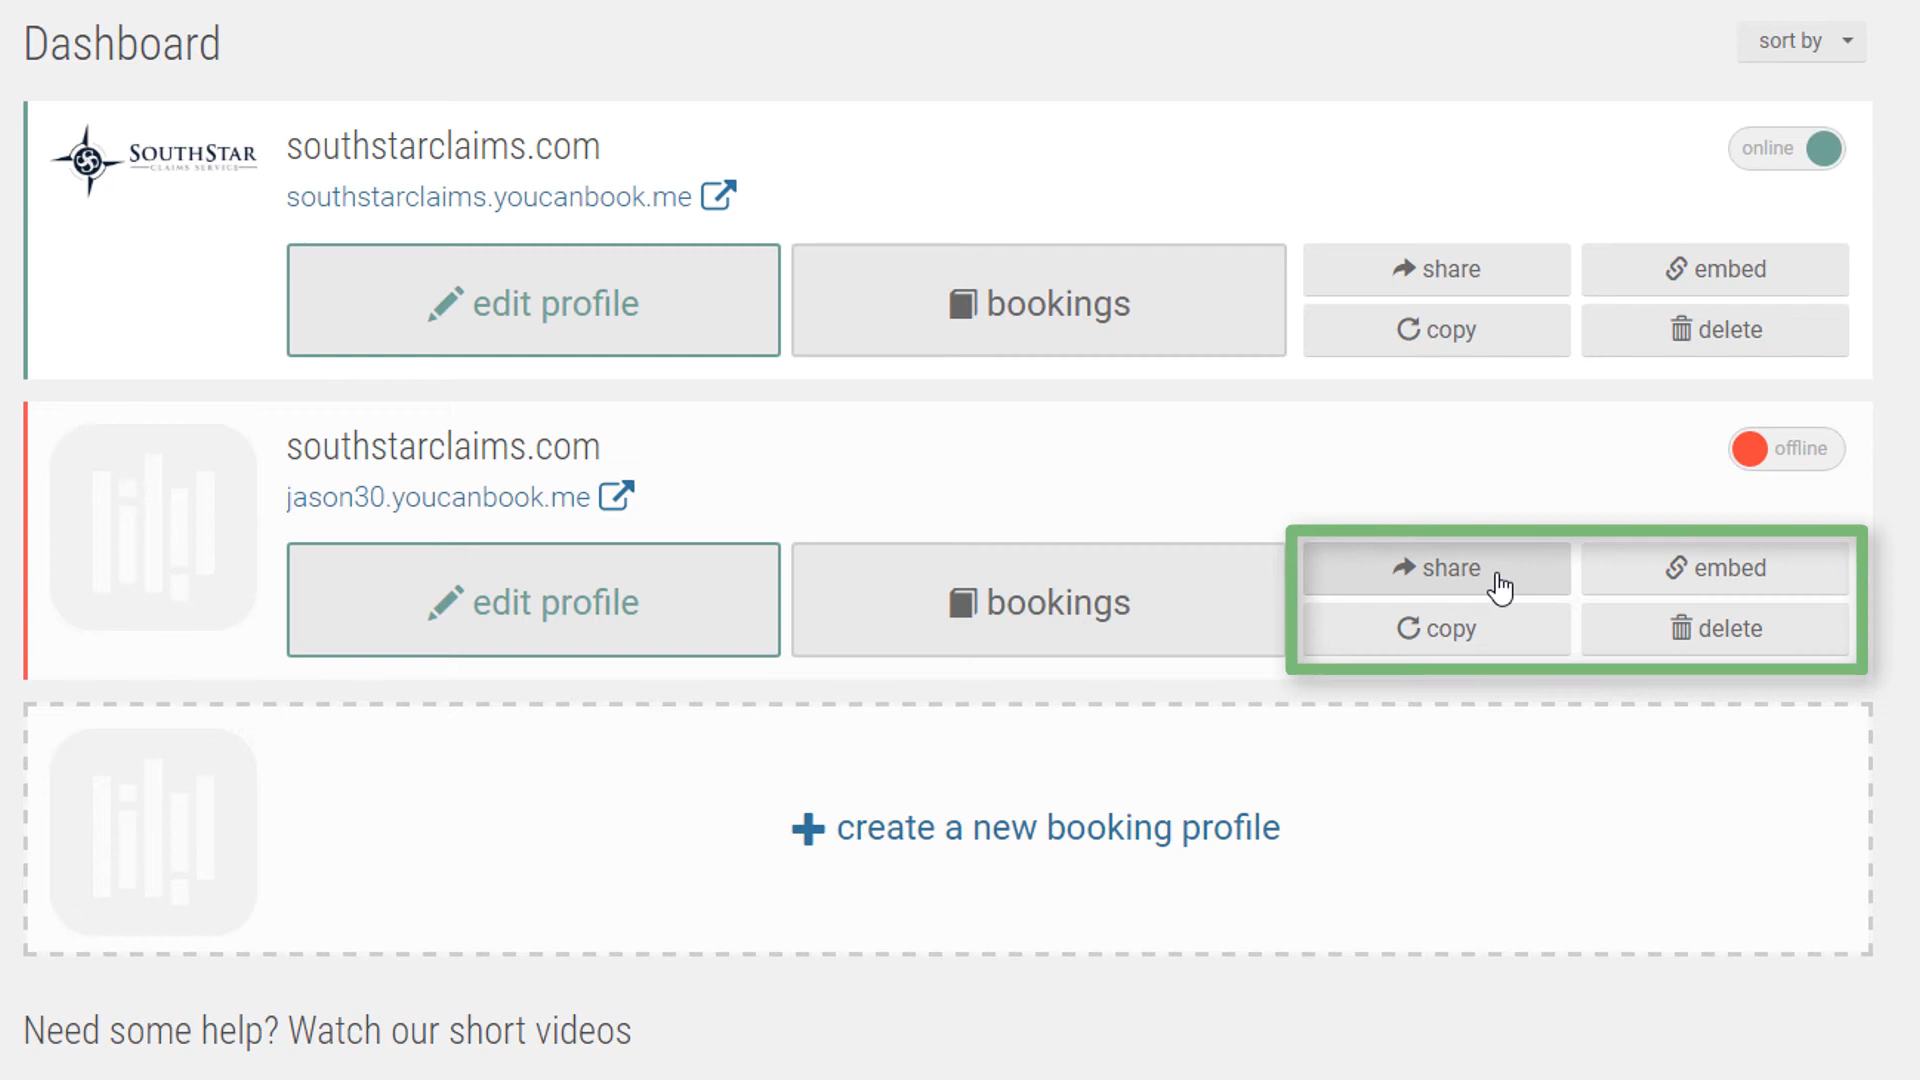 Dashboard
sort by
SOUTHSTAR
CLAIMS SERVICE
southstarclaims.com
southstarclaims.youcanbook.me
online
edit profile
bookings
share
embed
copy
delete
southstarclaims.com
jason30.youcanbook.me
offline
edit profile
bookings
share
embed
copy
delete
create a new booking profile
Need some help? Watch our short videos